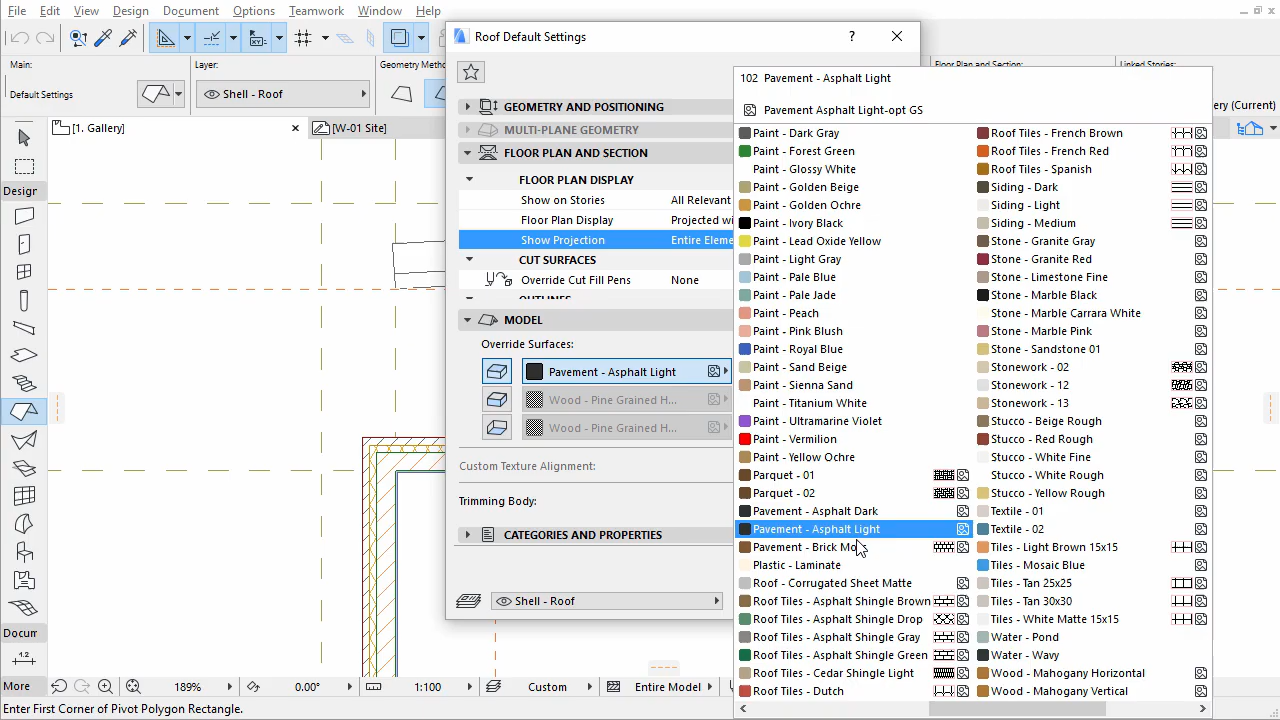 File Edit View Design Document Options Teamwork Window Help
Roof Default Settings
?
Main:
Default Settings
Layer:
Shell - Roof
Geometry Metho
Floor Plan and Section:
Linked Stories:
ery (Current)
[1. Gallery]
[W-01 Site]
Design
Docum
1.2
More
GEOMETRY AND POSITIONING
MULTI-PLANE GEOMETRY
FLOOR PLAN AND SECTION
FLOOR PLAN DISPLAY
Show on Stories All Relevant
Floor Plan Display Projected wi
Show Projection Entire Eleme
CUT SURFACES
Override Cut Fill Pens None
OUTLINES
MODEL
Override Surfaces:
Pavement - Asphalt Light
Wood - Pine Grained H...
Wood - Pine Grained H...
Custom Texture Alignment:
Trimming Body:
CATEGORIES AND PROPERTIES
Shell - Roof
102 Pavement - Asphalt Light
Pavement Asphalt Light-opt GS
Paint - Dark Gray
Paint - Forest Green
Paint - Glossy White
Paint - Golden Beige
Paint - Golden Ochre
Paint - Ivory Black
Paint - Lead Oxide Yellow
Paint - Light Gray
Paint - Pale Blue
Paint - Pale Jade
Paint - Peach
Paint - Pink Blush
Paint - Royal Blue
Paint - Sand Beige
Paint - Sienna Sand
Paint - Titanium White
Paint - Ultramarine Violet
Paint - Vermilion
Paint - Yellow Ochre
Parquet - 01
Parquet - 02
Pavement - Asphalt Dark
Pavement - Asphalt Light
Pavement - Brick Mo
Plastic - Laminate
Roof - Corrugated Sheet Matte
Roof Tiles - Asphalt Shingle Brown
Roof Tiles - Asphalt Shingle Drop
Roof Tiles - Asphalt Shingle Gray
Roof Tiles - Asphalt Shingle Green
Roof Tiles - Cedar Shingle Light
Roof Tiles - Dutch
Roof Tiles - French Brown
Roof Tiles - French Red
Roof Tiles - Spanish
Siding - Dark
Siding - Light
Siding - Medium
Stone - Granite Gray
Stone - Granite Red
Stone - Limestone Fine
Stone - Marble Black
Stone - Marble Carrara White
Stone - Marble Pink
Stone - Sandstone 01
Stonework - 02
Stonework - 12
Stonework - 13
Stucco - Beige Rough
Stucco - Red Rough
Stucco - White Fine
Stucco - White Rough
Stucco - Yellow Rough
Textile - 01
Textile - 02
Tiles - Light Brown 15x15
Tiles - Mosaic Blue
Tiles - Tan 25x25
Tiles - Tan 30x30
Tiles - White Matte 15x15
Water - Pond
Water - Wavy
Wood - Mahogany Horizontal
Wood - Mahogany Vertical
189% 0.00° 1:100 Custom Entire Model
Enter First Corner of Pivot Polygon Rectangle.